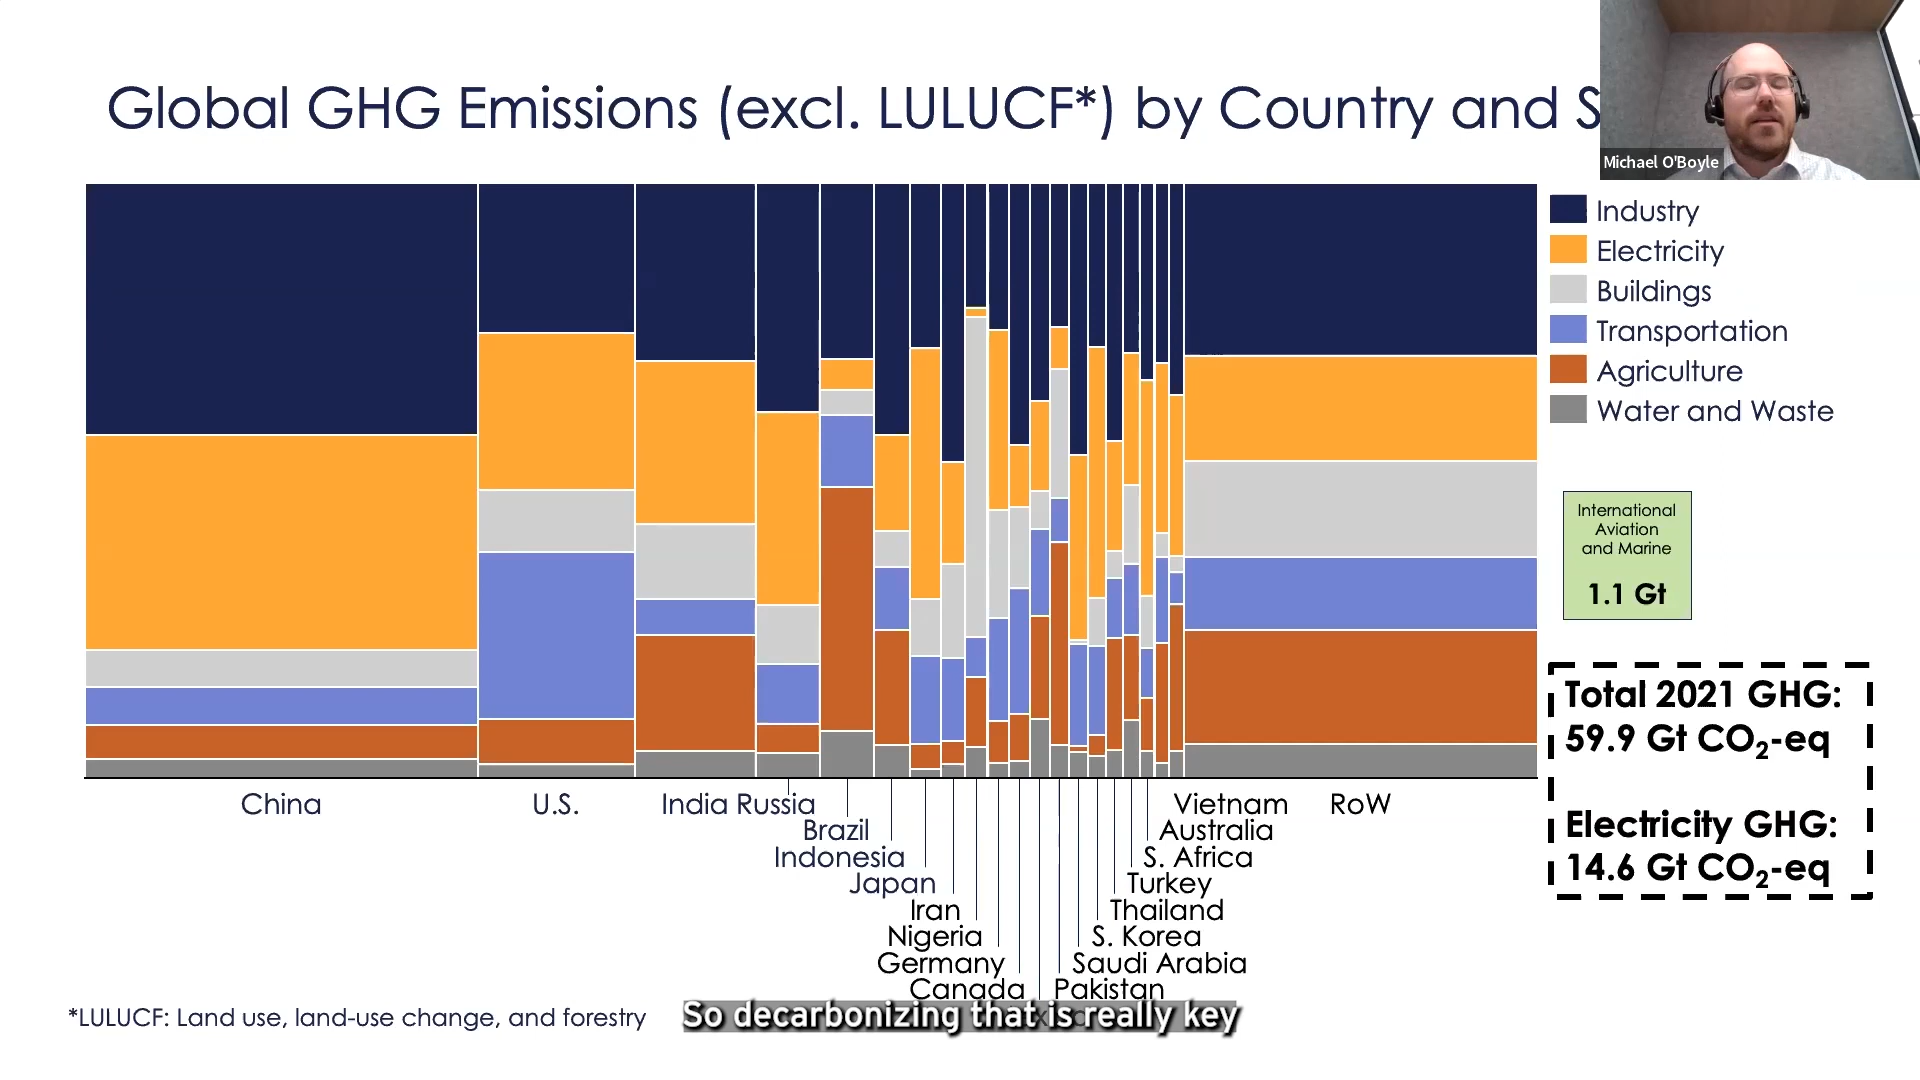 Global GHG Emissions (excl. LULUCF*) by Country and S
Michael O'Boyle
Industry
Electricity
Buildings
Transportation
Agriculture
Water and Waste
International
Aviation
and Marine
1.1 Gt
Total 2021 GHG:
59.9 Gt CO₂-eq
Electricity GHG:
14.6 Gt CO₂-eq
China
U.S.
India
Russia
Brazil
Indonesia
Japan
Iran
Nigeria
Germany
Canada
Pakistan
Saudi Arabia
S. Korea
Thailand
Turkey
S. Africa
Australia
Vietnam
RoW
*LULUCF: Land use, land-use change, and forestry
So decarbonizing that is really key